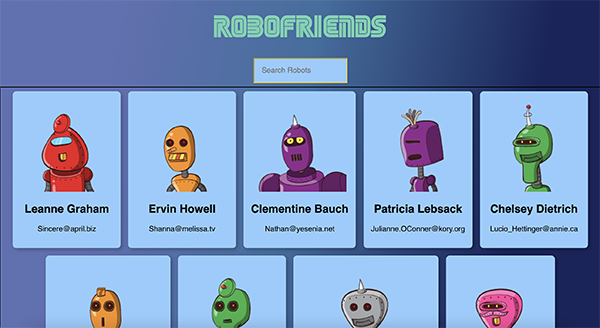 ROBOFRIENDS
Search Robots
Leanne Graham
Sincere@april.biz
Ervin Howell
Shanna@melissa.tv
Clementine Bauch
Nathan@yesenia.net
Patricia Lebsack
Julianne.OConner@kory.org
Chelsey Dietrich
Lucio_Hettinger@annie.ca